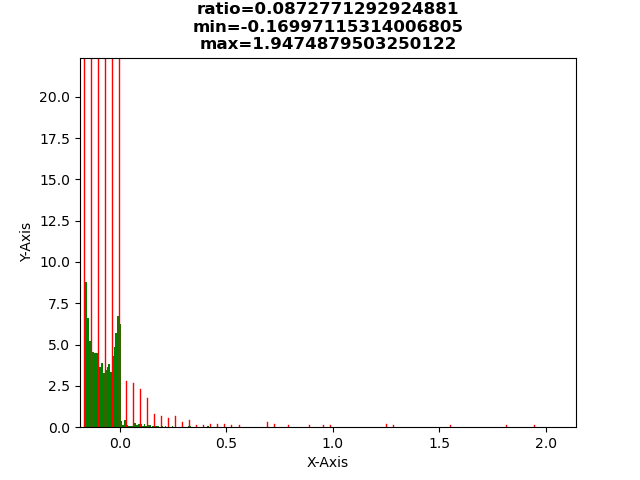 ratio=0.0872771292924881
min=-0.16997115314006805
max=1.9474879503250122
20.0
17.5
15.0
12.5
10.0
7.5
5.0
2.5
0.0
Y-Axis
0.0 0.5 1.0 1.5 2.0
X-Axis